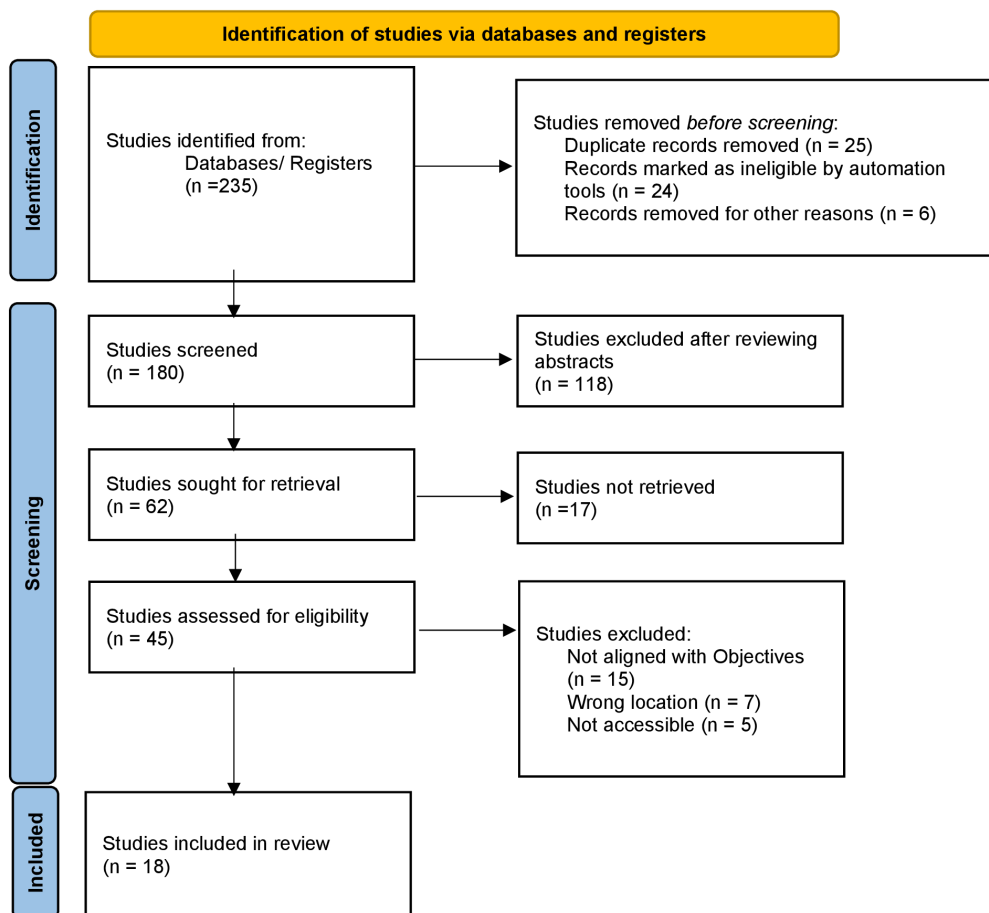 Identification of studies via databases and registers
Identification
Studies identified from:
Databases/ Registers
(n =235)
Studies removed before screening:
Duplicate records removed (n = 25)
Records marked as ineligible by automation
tools (n = 24)
Records removed for other reasons (n = 6)
Screening
Studies screened
(n = 180)
Studies excluded after reviewing
abstracts
(n = 118)
Studies sought for retrieval
(n = 62)
Studies not retrieved
(n =17)
Studies assessed for eligibility
(n = 45)
Studies excluded:
Not aligned with Objectives
(n = 15)
Wrong location (n = 7)
Not accessible (n = 5)
Included
Studies included in review
(n = 18)